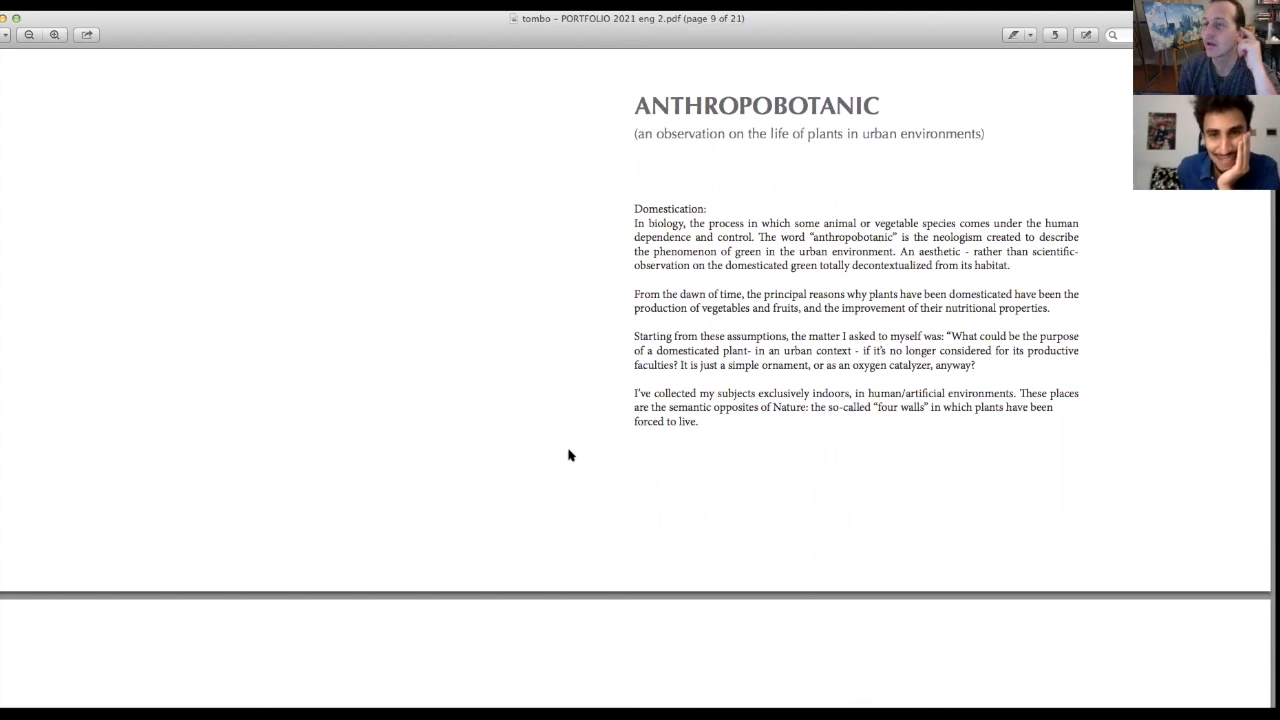 tombo - PORTFOLIO 2021 eng 2.pdf (page 9 of 21)
ANTHROPOBOTANIC
(an observation on the life of plants in urban environments)
Domestication:
In biology, the process in which some animal or vegetable species comes under the human
dependence and control. The word “anthropobotanic” is the neologism created to describe
the phenomenon of green in the urban environment. An aesthetic - rather than scientific-
observation on the domesticated green totally decontextualized from its habitat.
From the dawn of time, the principal reasons why plants have been domesticated have been the
production of vegetables and fruits, and the improvement of their nutritional properties.
Starting from these assumptions, the matter I asked to myself was: “What could be the purpose
of a domesticated plant- in an urban context - if it’s no longer considered for its productive
faculties? It is just a simple ornament, or as an oxygen catalyzer, anyway?
I’ve collected my subjects exclusively indoors, in human/artificial environments. These places
are the semantic opposites of Nature: the so-called “four walls” in which plants have been
forced to live.